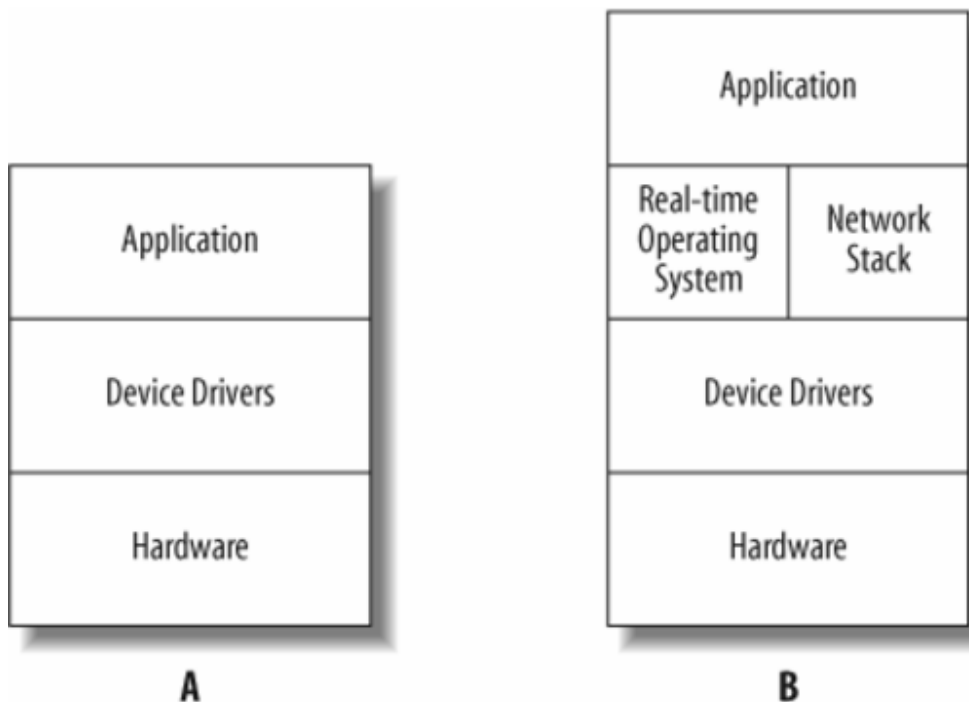 Application
Device Drivers
Hardware
A
Application
Real-time
Operating
System
Network
Stack
Device Drivers
Hardware
B